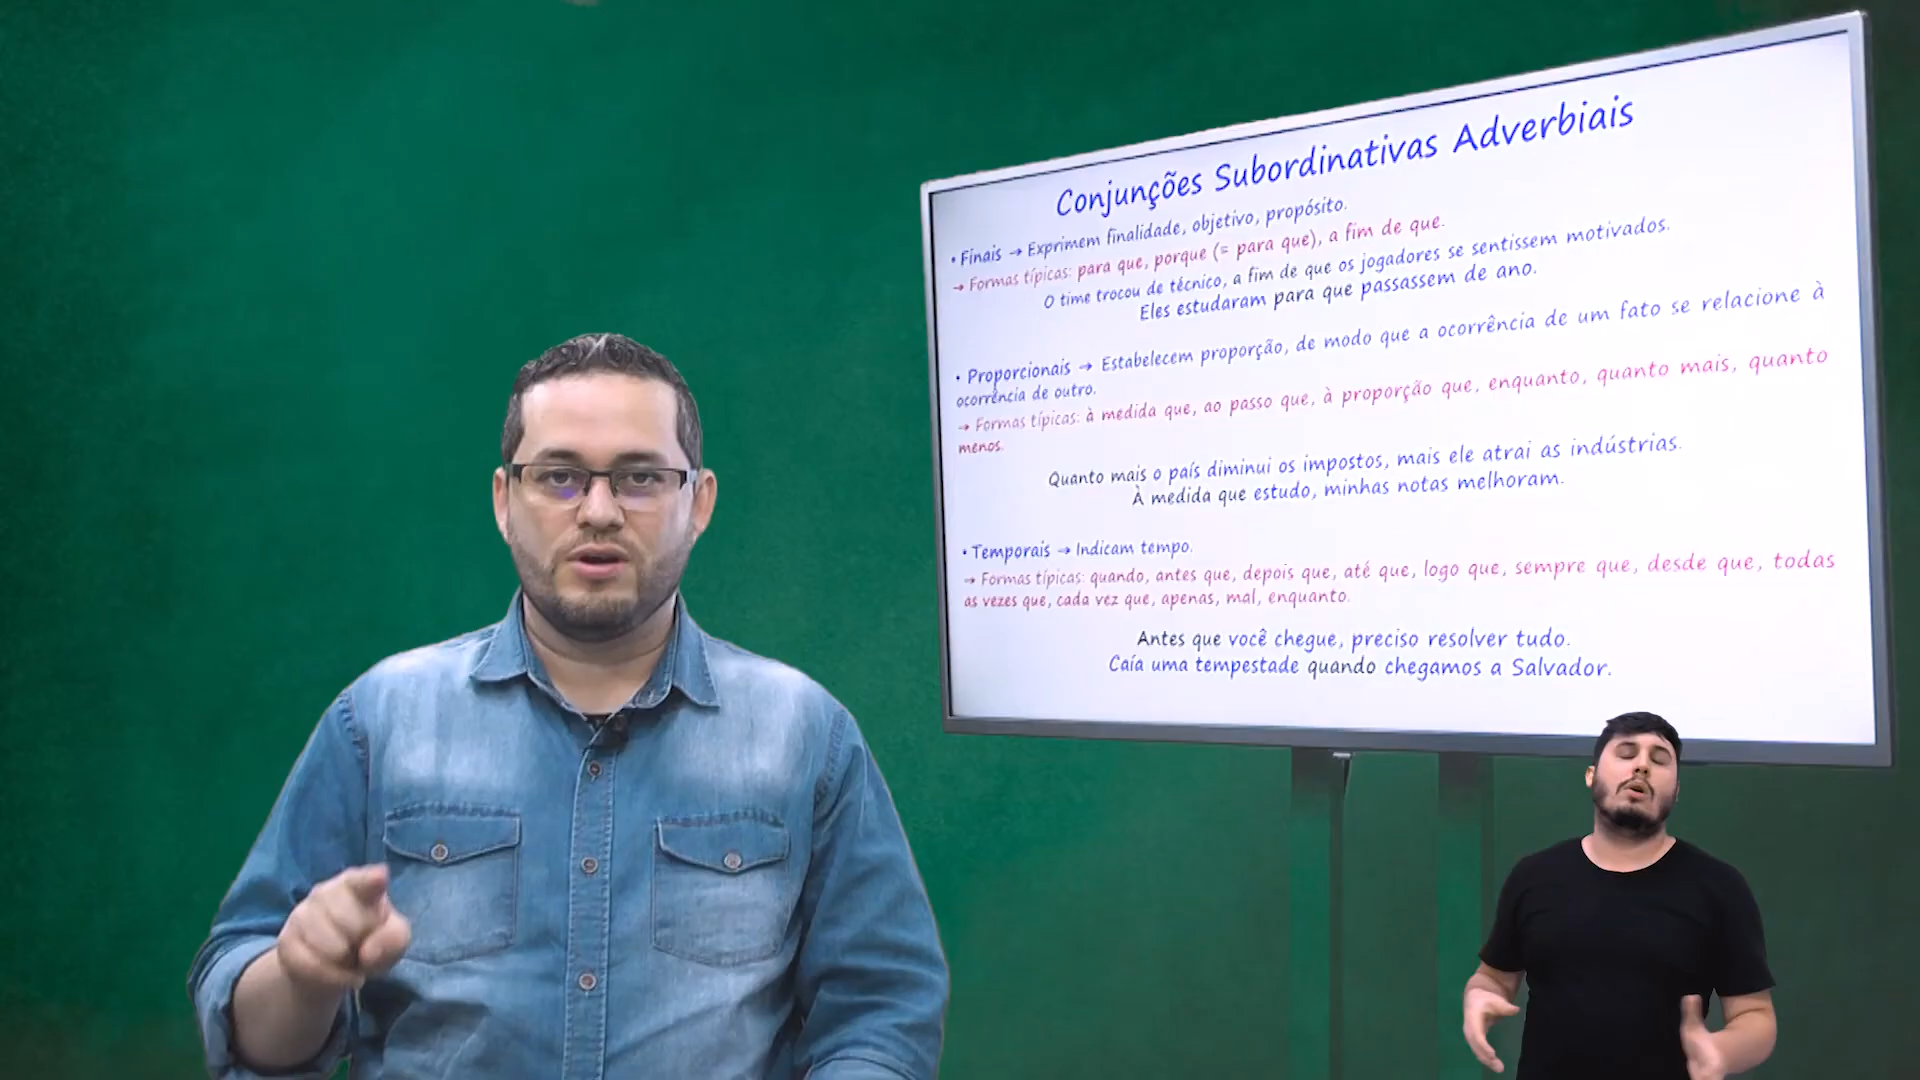 Conjunções Subordinativas Adverbiais
• Finais → Exprimem finalidade, objetivo, propósito.
→ Formas típicas: para que, porque (= para que), a fim de que.
O time trocou de técnico, a fim de que os jogadores se sentissem motivados.
Eles estudaram para que passassem de ano.
• Proporcionais → Estabelecem proporção, de modo que a ocorrência de um fato se relacione à
ocorrência de outro.
→ Formas típicas: à medida que, ao passo que, à proporção que, enquanto, quanto mais, quanto
menos.
Quanto mais o país diminui os impostos, mais ele atrai as indústrias.
À medida que estudo, minhas notas melhoram.
• Temporais → Indicam tempo.
→ Formas típicas: quando, antes que, depois que, até que, logo que, sempre que, desde que, todas
as vezes que, cada vez que, apenas, mal, enquanto.
Antes que você chegue, preciso resolver tudo.
Caía uma tempestade quando chegamos a Salvador.